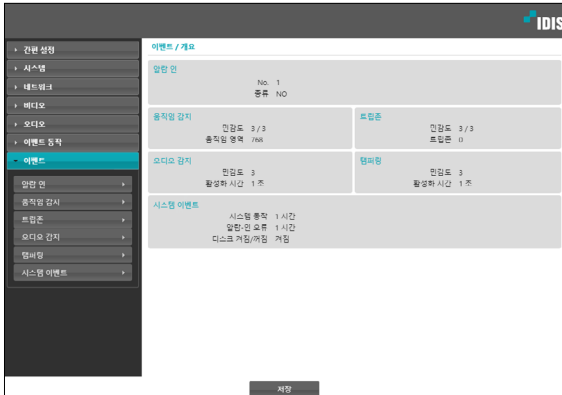 IDIS
간편 설정
시스템
네트워크
비디오
오디오
이벤트 동작
이벤트
알람 인
움직임 감지
트립존
오디오 감지
탬퍼링
시스템 이벤트
이벤트 / 개요
알람 인
No. 1
종류 NO
움직임 감지
민감도 3 / 3
움직임 영역 768
트립존
민감도 3 / 3
트립존 0
오디오 감지
민감도 3
활성화 시간 1 초
탬퍼링
민감도 3
활성화 시간 1 초
시스템 이벤트
시스템 동작 1 시간
알람-인 오류 1 시간
디스크 켜짐/꺼짐 켜짐
저장